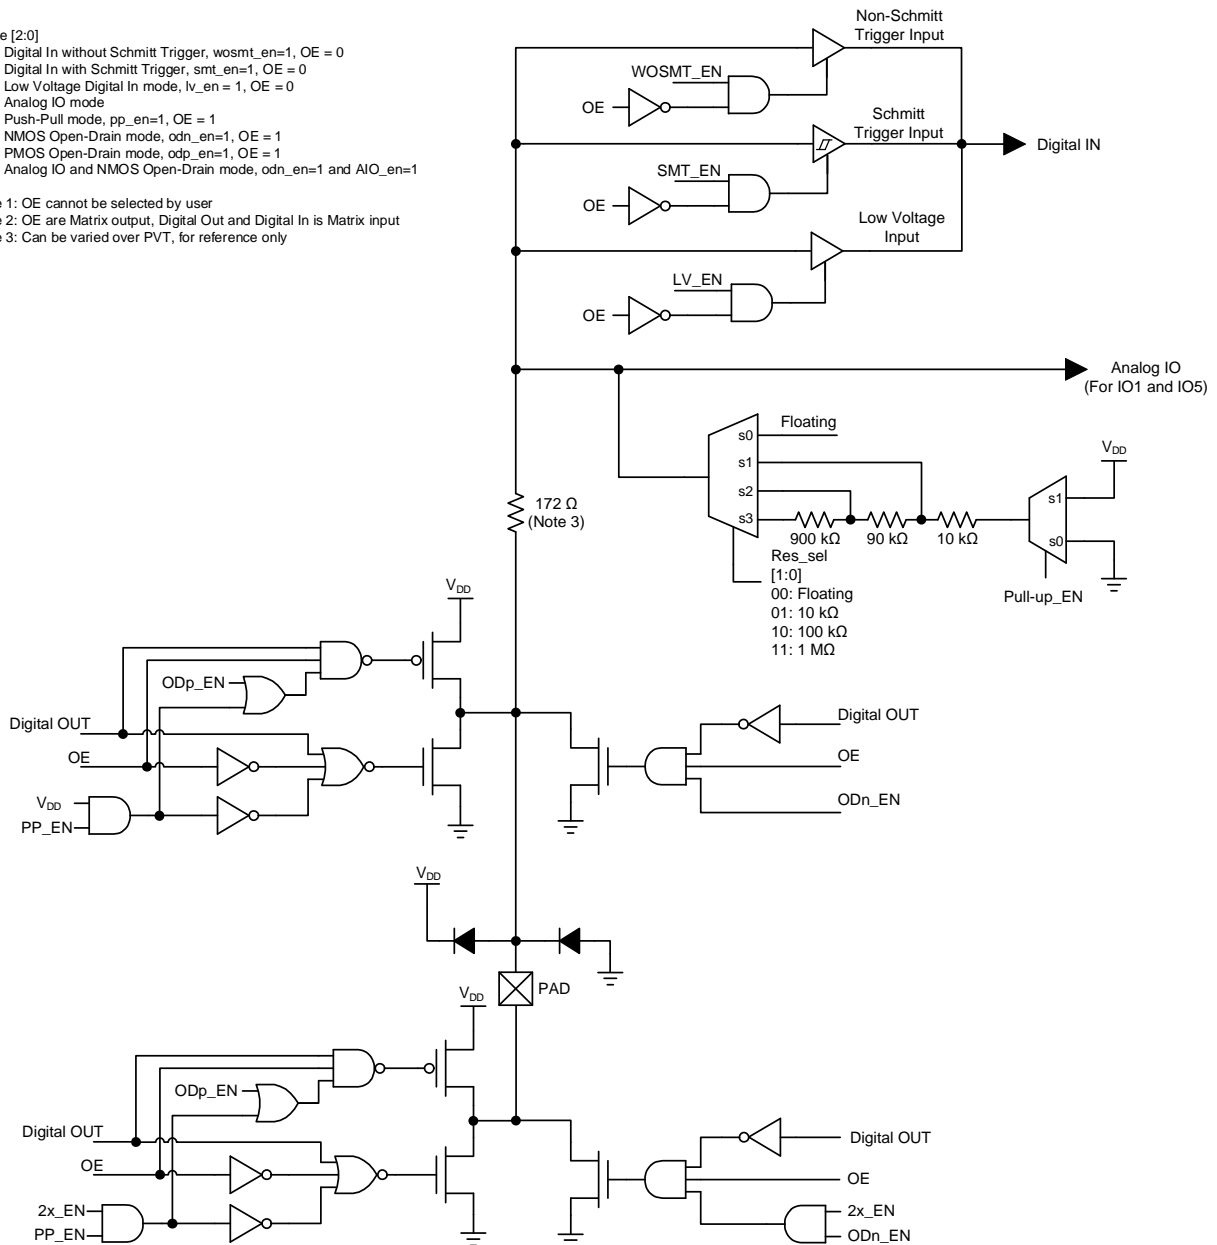 e [2:0]
Digital In without Schmitt Trigger, wosmt_en=1, OE = 0
Digital In with Schmitt Trigger, smt_en=1, OE = 0
Low Voltage Digital In mode, lv_en = 1, OE =0
Analog IO mode
Push-Pull mode, pp_en=1, OE = 1
NMOS Open-Drain mode, odn_en=1, OE = 1
PMOS Open-Drain mode, odp_en=1, OE = 1
Analog IO and NMOS Open-Drain mode, odn_en=1 and AIO_en=1
e 1: OE cannot be selected by user
e 2: OE are Matrix output, Digital Out and Digital In is Matrix input
e 3: Can be varied over PVT, for reference only
Non-Schmitt
Trigger Input
WOSMT_EN
OE
Schmitt
Trigger Input
Digital IN
SMT_EN
OE
Low Voltage
Input
LV_EN
OE
Analog IO
(For IO1 and IO5)
Floating
s0
s1
s2
s3
900 kΩ
90 kΩ
10 kΩ
VDD
s1
s0
Pull-up_EN
Res_sel
[1:0]
00: Floating
01: 10 kΩ
10: 100 kΩ
11: 1 MΩ
172 Ω
(Note 3)
VDD
ODp_EN
Digital OUT
OE
VDD
PP_EN
Digital OUT
OE
ODn_EN
VDD
PAD
VDD
ODp_EN
Digital OUT
OE
2x_EN
PP_EN
Digital OUT
OE
2x_EN
ODn_EN